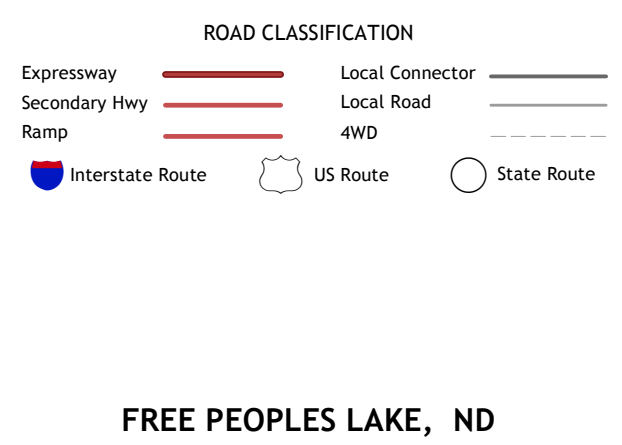 ROAD CLASSIFICATION
Expressway
Local Connector
Secondary Hwy
Local Road
Ramp
4WD
Interstate Route
US Route
State Route
FREE PEOPLES LAKE, ND